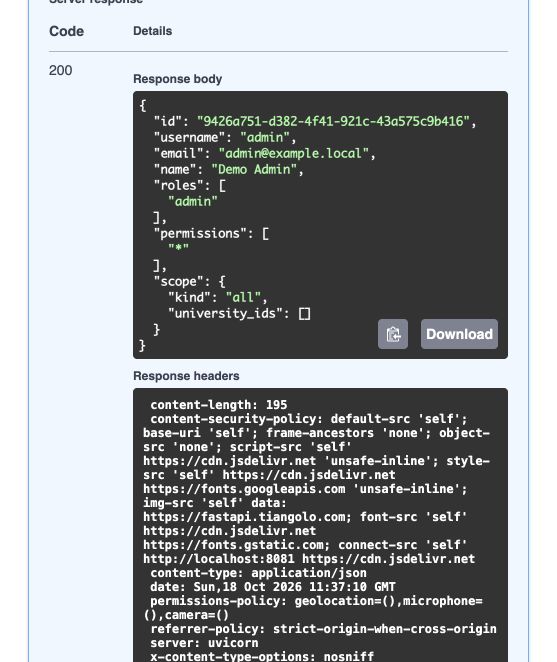 Server response
Code Details
200
Response body
{
"id": "9426a751-d382-4f41-921c-43a575c9b416",
"username": "admin",
"email": "admin@example.local",
"name": "Demo Admin",
"roles": [
"admin"
],
"permissions": [
"*"
],
"scope": {
"kind": "all",
"university_ids": []
}
}
Download
Response headers
content-length: 195
content-security-policy: default-src 'self';
base-uri 'self'; frame-ancestors 'none'; object-
src 'none'; script-src 'self'
https://cdn.jsdelivr.net 'unsafe-inline'; style-
src 'self' https://cdn.jsdelivr.net
https://fonts.googleapis.com 'unsafe-inline';
img-src 'self' data:
https://fastapi.tiangolo.com; font-src 'self'
https://cdn.jsdelivr.net
https://fonts.gstatic.com; connect-src 'self'
http://localhost:8081 https://cdn.jsdelivr.net
content-type: application/json
date: Sun,18 Oct 2026 11:37:10 GMT
permissions-policy: geolocation=(),microphone=
(),camera=()
referrer-policy: strict-origin-when-cross-origin
server: uvicorn
x-content-type-options: nosniff